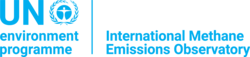 UN
environment
programme
International Methane
Emissions Observatory